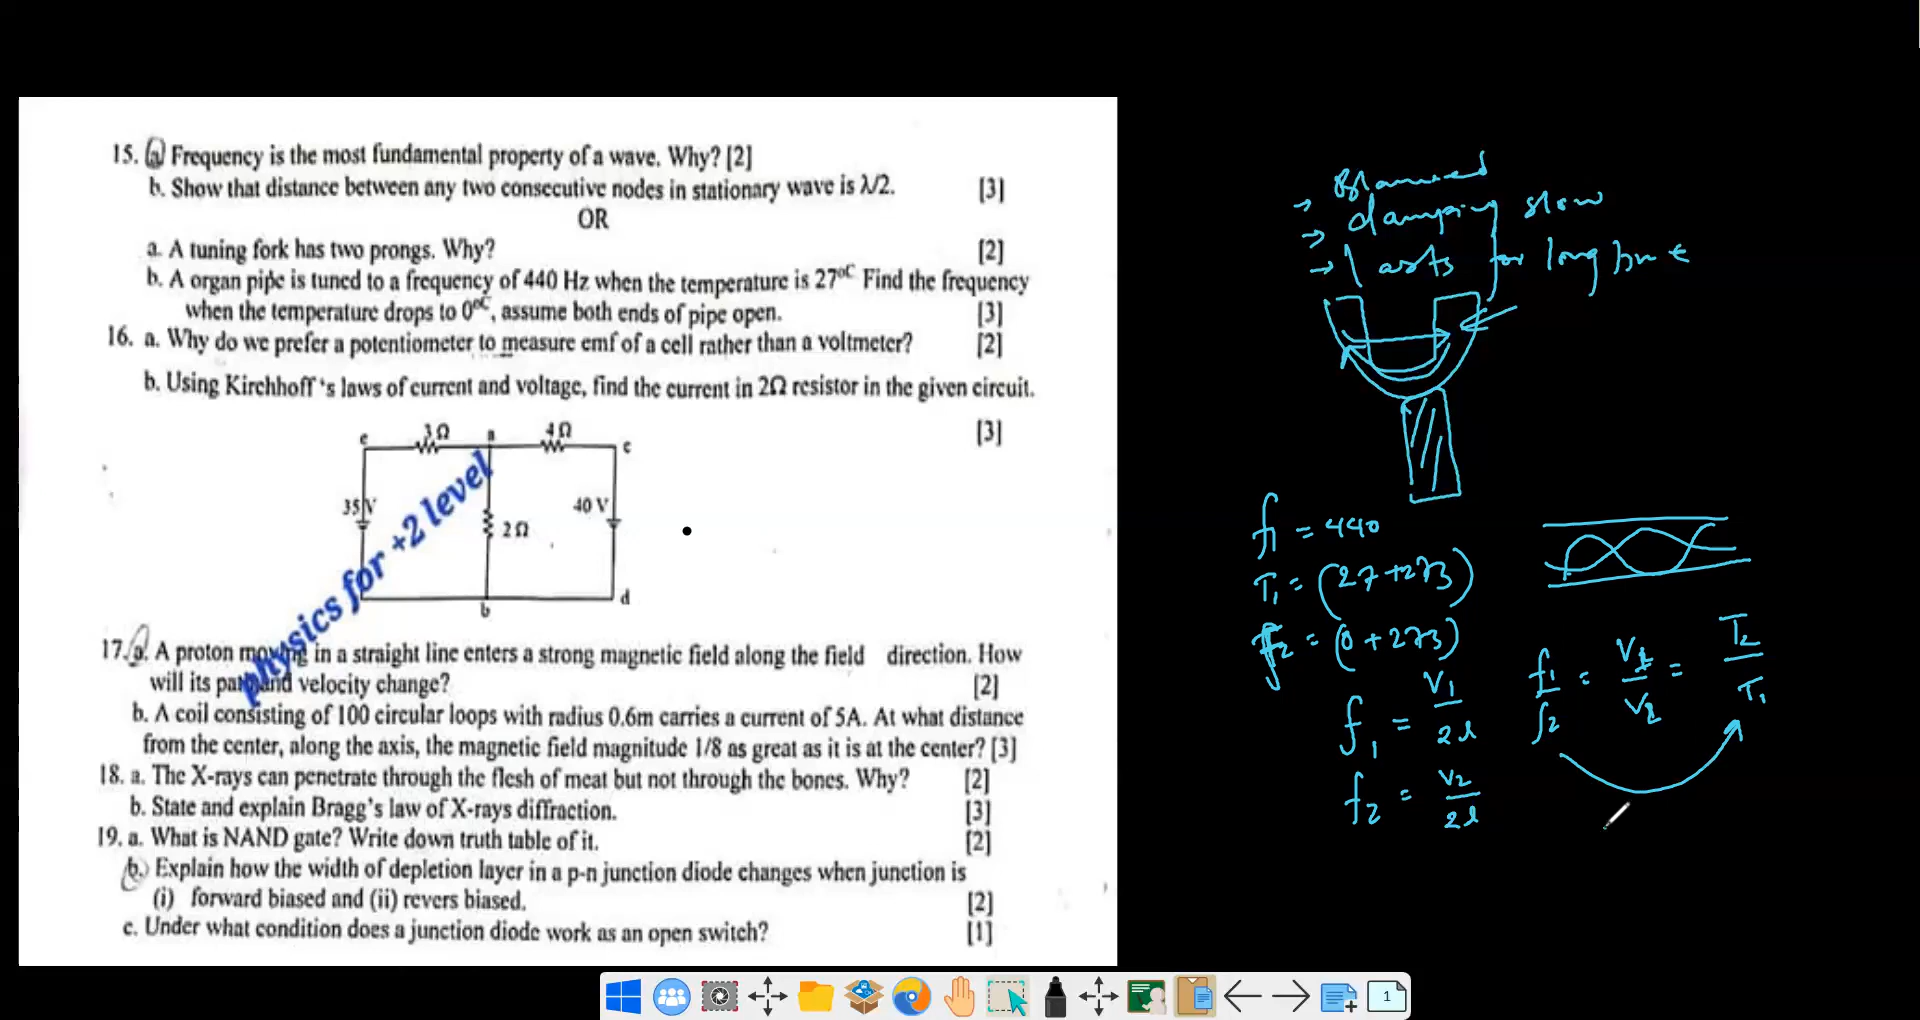 15. (a) Frequency is the most fundamental property of a wave. Why? [2]
b. Show that distance between any two consecutive nodes in stationary wave is λ/2. [3]
OR
a. A tuning fork has two prongs. Why? [2]
b. A organ pipe is tuned to a frequency of 440 Hz when the temperature is 27⁰ᶜ Find the frequency
when the temperature drops to 0⁰ᶜ, assume both ends of pipe open. [3]
16. a. Why do we prefer a potentiometer to measure emf of a cell rather than a voltmeter? [2]
b. Using Kirchhoff 's laws of current and voltage, find the current in 2Ω resistor in the given circuit.
[3]
e 3Ω a 4Ω c
35 V 2Ω 40 V
b d
physics for +2 level
17. a. A proton moving in a straight line enters a strong magnetic field along the field direction. How
will its path and velocity change? [2]
b. A coil consisting of 100 circular loops with radius 0.6m carries a current of 5A. At what distance
from the center, along the axis, the magnetic field magnitude 1/8 as great as it is at the center? [3]
18. a. The X-rays can penetrate through the flesh of meat but not through the bones. Why? [2]
b. State and explain Bragg's law of X-rays diffraction. [3]
19. a. What is NAND gate? Write down truth table of it. [2]
(b.) Explain how the width of depletion layer in a p-n junction diode changes when junction is
(i) forward biased and (ii) revers biased. [2]
c. Under what condition does a junction diode work as an open switch? [1]
→ damping slow
→ lasts for long time
f₁ = 440
T₁ = (27+273)
= (0 + 273)
f₁ = V₁/2l
f₂ = V₂/2l
f₁/f₂ = V₁/V₂ = T₂/T₁
1